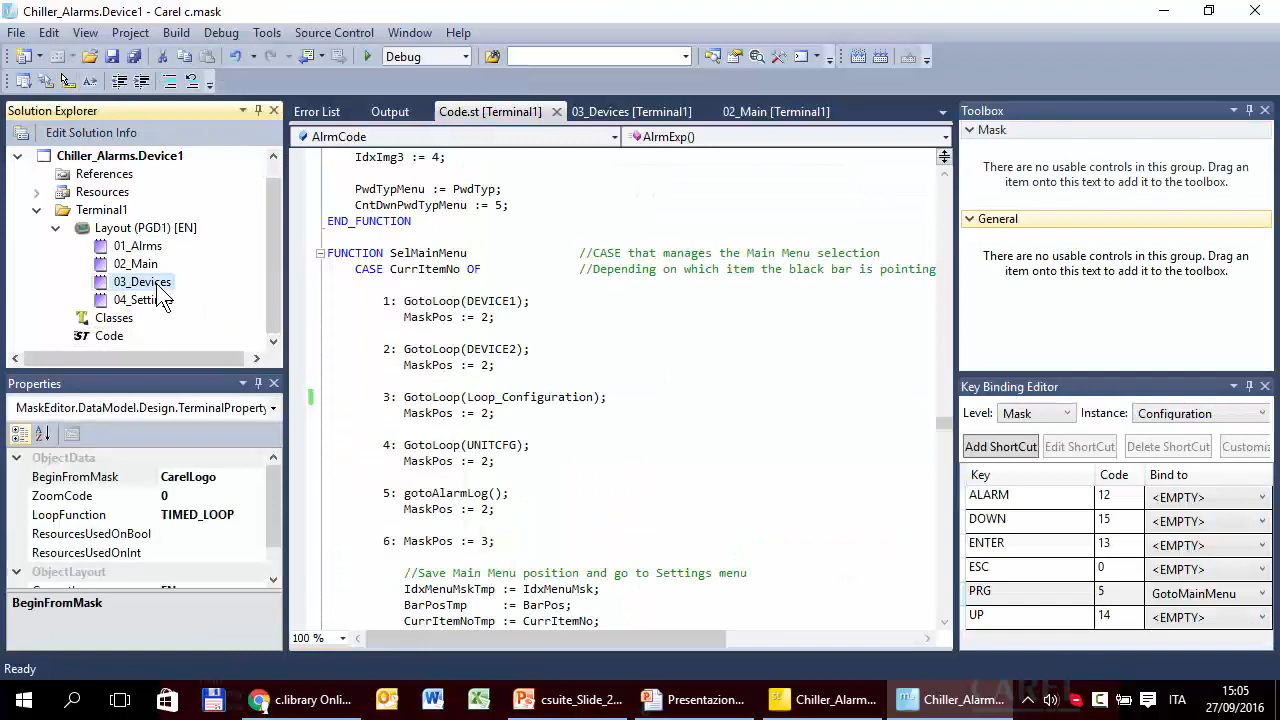 Chiller_Alarms.Device1 - Carel c.mask
File Edit View Project Build Debug Tools Source Control Window Help
Debug
Solution Explorer
Edit Solution Info
Chiller_Alarms.Device1
References
Resources
Terminal1
Layout (PGD1) [EN]
01_Alrms
02_Main
03_Devices
Classes
ST Code
Properties
MaskEditor.DataModel.Design.TerminalProperty
ObjectData
BeginFromMask CarelLogo
ZoomCode 0
LoopFunction TIMED_LOOP
ResourcesUsedOnBool
ResourcesUsedOnInt
ObjectLayout
BeginFromMask
Error List Output Code.st [Terminal1] 03_Devices [Terminal1] 02_Main [Terminal1]
AlrmCode AlrmExp()
IdxImg3 := 4;
PwdTypMenu := PwdTyp;
CntDwnPwdTypMenu := 5;
END_FUNCTION
FUNCTION SelMainMenu //CASE that manages the Main Menu selection
CASE CurrItemNo OF //Depending on which item the black bar is pointing
1: GotoLoop(DEVICE1);
MaskPos := 2;
2: GotoLoop(DEVICE2);
MaskPos := 2;
3: GotoLoop(Loop_Configuration);
MaskPos := 2;
4: GotoLoop(UNITCFG);
MaskPos := 2;
5: gotoAlarmLog();
MaskPos := 2;
6: MaskPos := 3;
//Save Main Menu position and go to Settings menu
IdxMenuMskTmp := IdxMenuMsk;
BarPosTmp := BarPos;
CurrItemNoTmp := CurrItemNo;
100 %
Toolbox
Mask
There are no usable controls in this group. Drag an item onto this text to add it to the toolbox.
General
There are no usable controls in this group. Drag an item onto this text to add it to the toolbox.
Key Binding Editor
Level: Mask Instance: Configuration
Add ShortCut Edit ShortCut Delete ShortCut Customiz
Key Code Bind to
ALARM 12 <EMPTY>
DOWN 15 <EMPTY>
ENTER 13 <EMPTY>
ESC 0 <EMPTY>
PRG 5 GotoMainMenu
UP 14 <EMPTY>
Ready
c.library Onli... csuite_Slide_2... Presentazion... Chiller_Alarm... Chiller_Alarm... ITA 15:05
27/09/2016